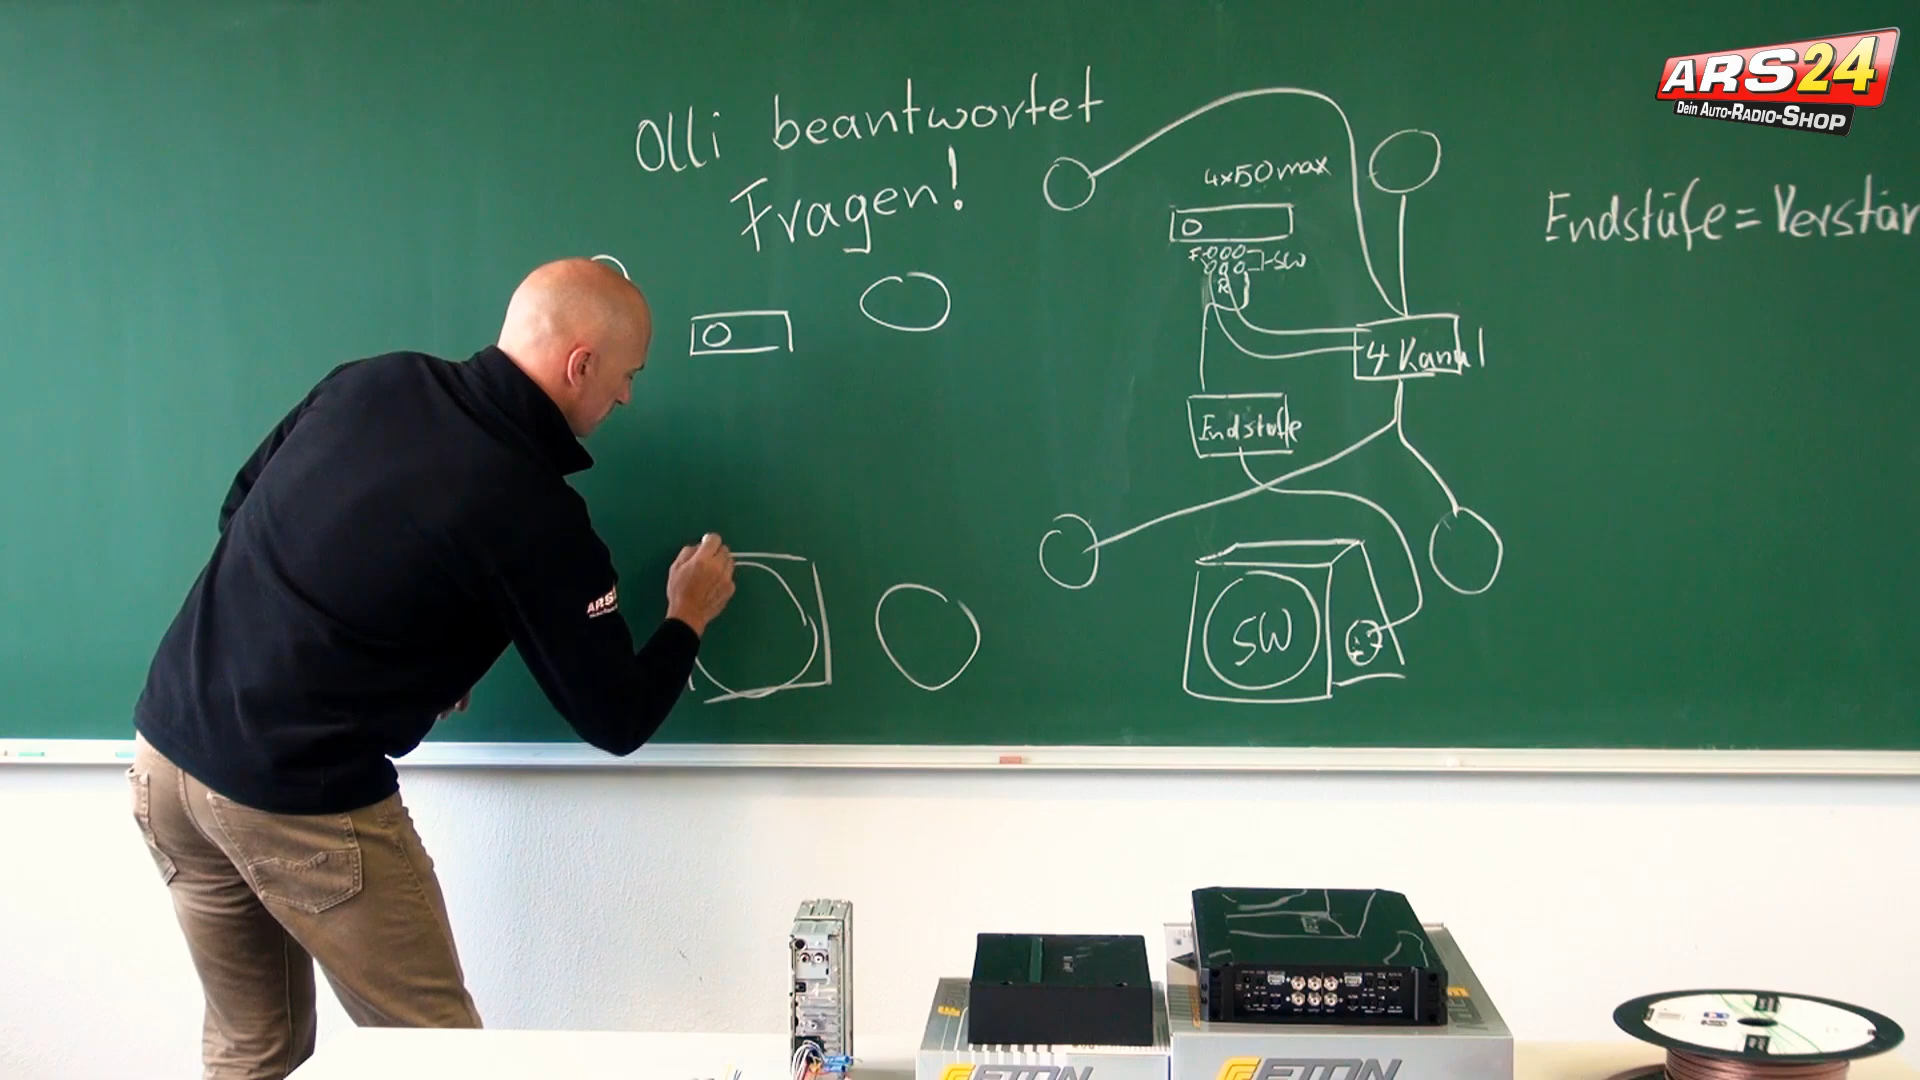 Olli beantwortet
Fragen!
4x50max
F
SW
R
4 Kanal
Endstufe
SW
Endstufe = Verstär
ARS24
Dein Auto-Radio-Shop
ARS
ETON
ETON